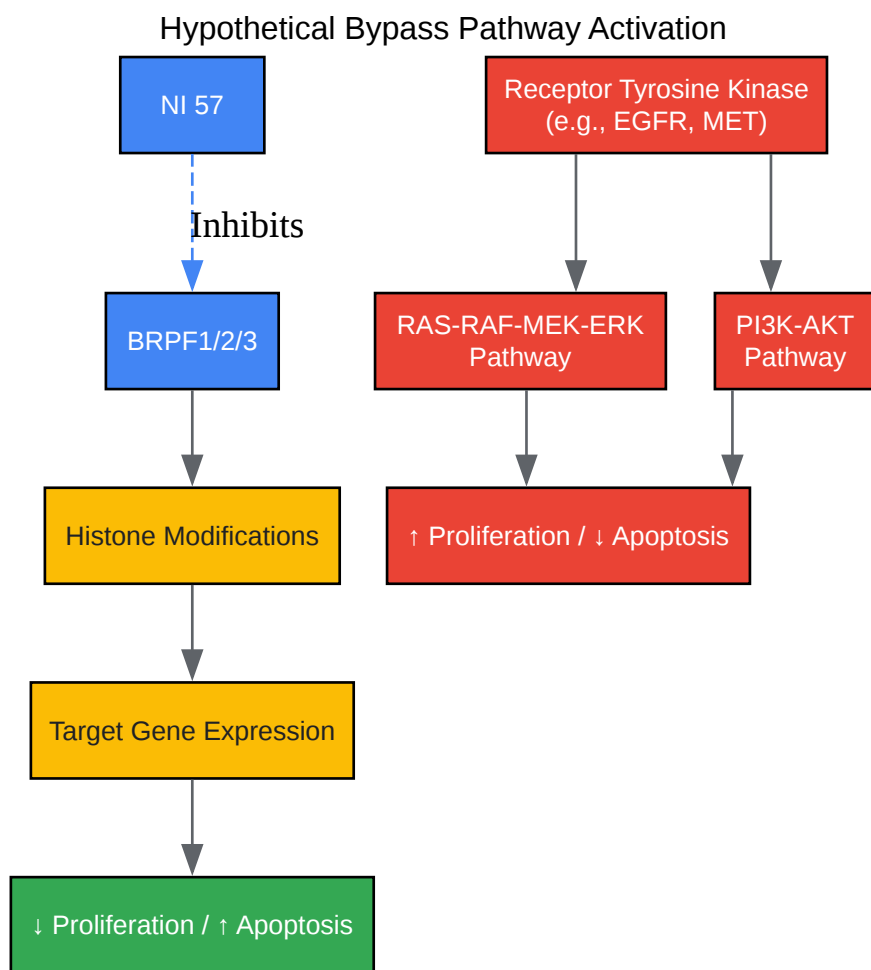 Hypothetical Bypass Pathway Activation
NI 57
Receptor Tyrosine Kinase
(e.g., EGFR, MET)
Inhibits
BRPF1/2/3
RAS-RAF-MEK-ERK
Pathway
PI3K-AKT
Pathway
Histone Modifications
↑ Proliferation / ↓ Apoptosis
Target Gene Expression
↓ Proliferation / ↑ Apoptosis